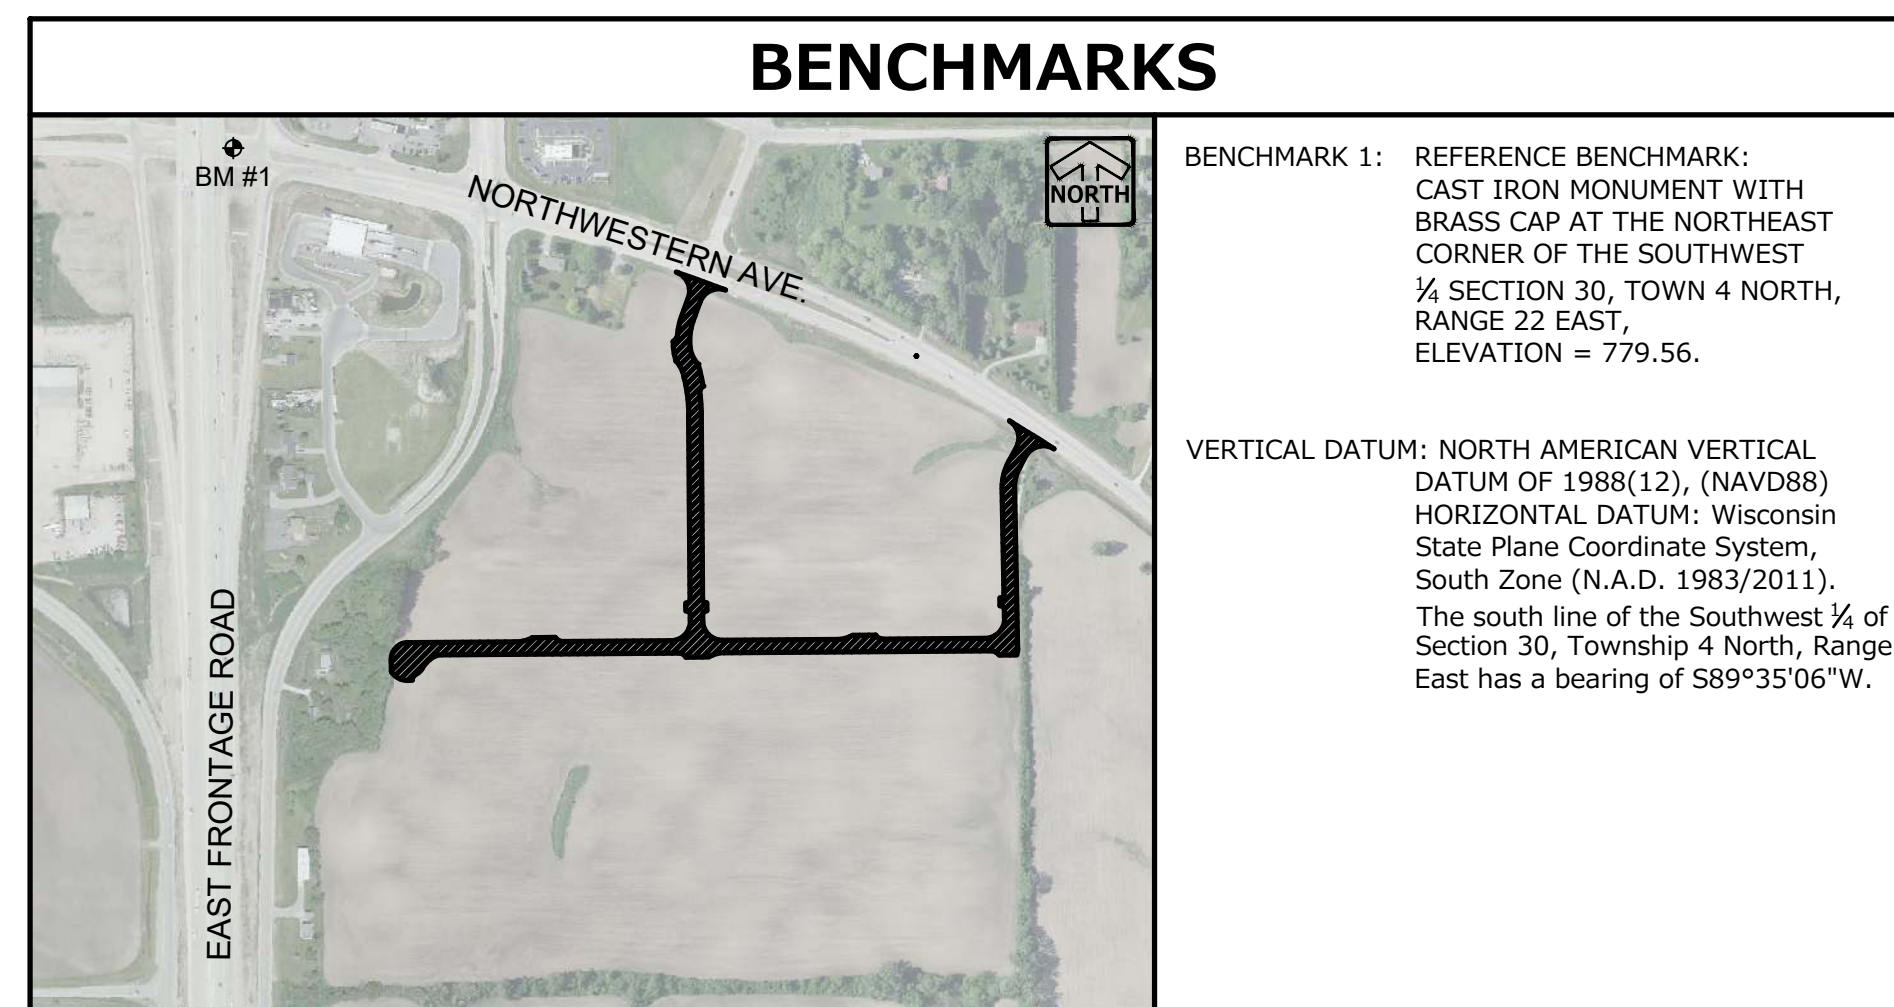 BENCHMARKS
BM #1
NORTHWESTERN AVE.
NORTH
EAST FRONTAGE ROAD
BENCHMARK 1: REFERENCE BENCHMARK:
CAST IRON MONUMENT WITH
BRASS CAP AT THE NORTHEAST
CORNER OF THE SOUTHWEST
¼ SECTION 30, TOWN 4 NORTH,
RANGE 22 EAST,
ELEVATION = 779.56.
VERTICAL DATUM: NORTH AMERICAN VERTICAL
DATUM OF 1988(12), (NAVD88)
HORIZONTAL DATUM: Wisconsin
State Plane Coordinate System,
South Zone (N.A.D. 1983/2011).
The south line of the Southwest ¼ of
Section 30, Township 4 North, Range
East has a bearing of S89°35'06"W.